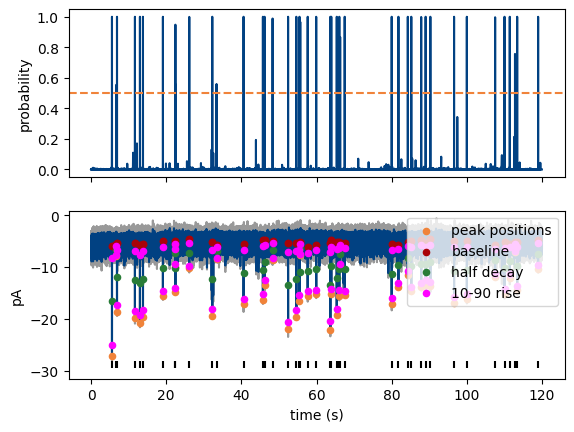 1.0
0.8
0.6
0.4
0.2
0.0
probability
0
−10
−20
−30
pA
peak positions
baseline
half decay
10-90 rise
0 20 40 60 80 100 120
time (s)